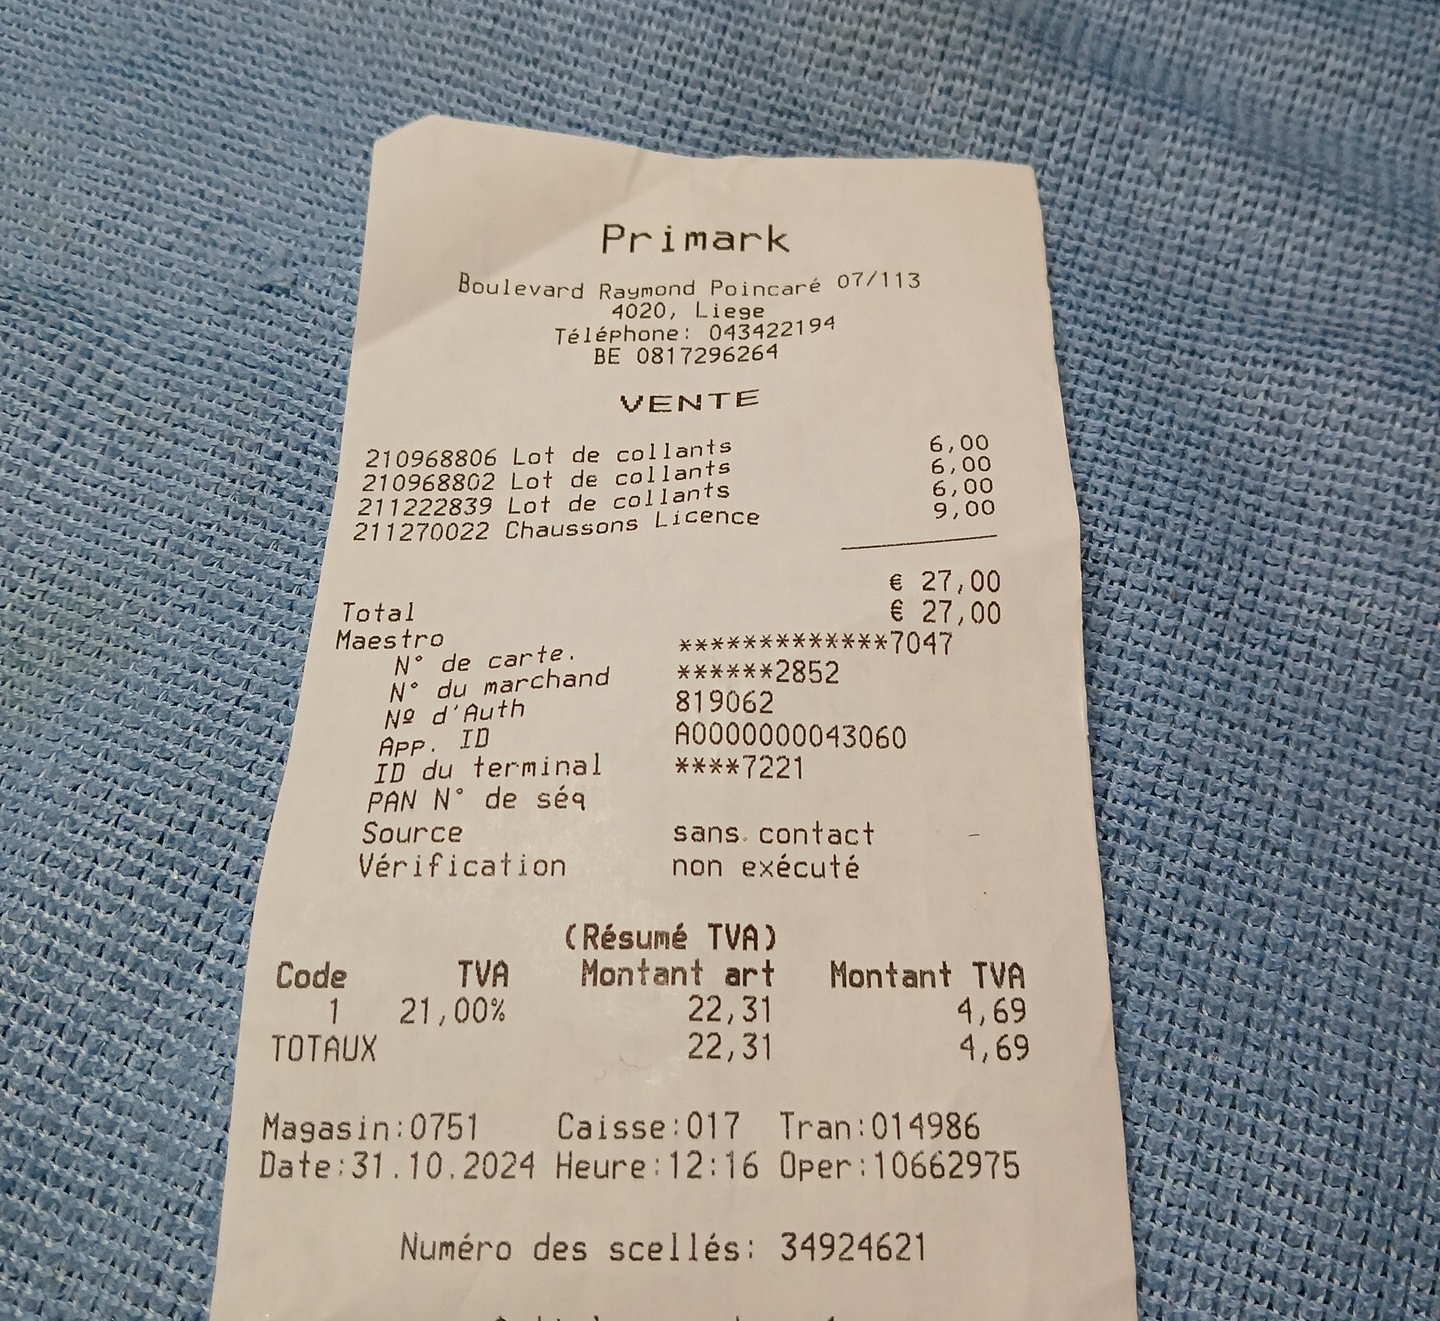 Primark
Boulevard Raymond Poincaré 07/113
4020, Liege
Téléphone: 043422194
BE 0817296264
VENTE
210968806 Lot de collants 6,00
210968802 Lot de collants 6,00
211222839 Lot de collants 6,00
211270022 Chaussons Licence 9,00
€ 27,00
Total € 27,00
Maestro
N° de carte. *************7047
N° du marchand ******2852
Nº d'Auth 819062
App. ID A0000000043060
ID du terminal ****7221
PAN N° de séq
Source sans contact
Vérification non exécuté
(Résumé TVA)
Code TVA Montant art Montant TVA
1 21,00% 22,31 4,69
TOTAUX 22,31 4,69
Magasin:0751 Caisse:017 Tran:014986
Date:31.10.2024 Heure:12:16 Oper:10662975
Numéro des scellés: 34924621